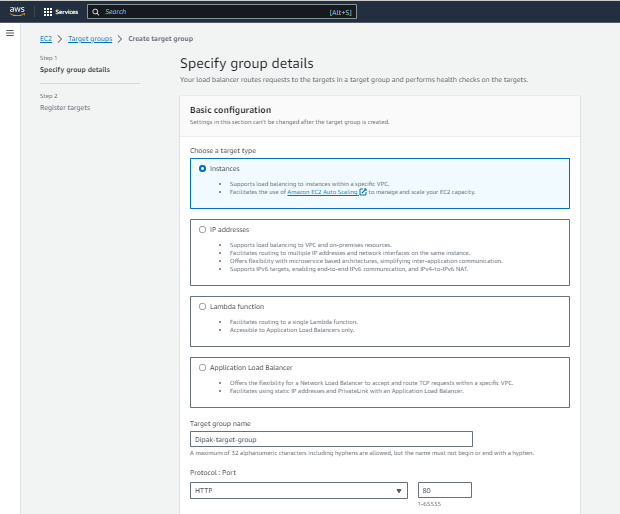 aws
Services
Search
[Alt+S]
EC2 > Target groups > Create target group
Step 1
Specify group details
Step 2
Register targets
Specify group details
Your load balancer routes requests to the targets in a target group and performs health checks on the targets.
Basic configuration
Settings in this section can't be changed after the target group is created.
Choose a target type
Instances
• Supports load balancing to instances within a specific VPC.
• Facilitates the use of Amazon EC2 Auto Scaling to manage and scale your EC2 capacity.
IP addresses
• Supports load balancing to VPC and on-premises resources.
• Facilitates routing to multiple IP addresses and network interfaces on the same instance.
• Offers flexibility with microservice based architectures, simplifying inter-application communication.
• Supports IPv6 targets, enabling end-to-end IPv6 communication, and IPv4-to-IPv6 NAT.
Lambda function
• Facilitates routing to a single Lambda function.
• Accessible to Application Load Balancers only.
Application Load Balancer
• Offers the flexibility for a Network Load Balancer to accept and route TCP requests within a specific VPC.
• Facilitates using static IP addresses and PrivateLink with an Application Load Balancer.
Target group name
Dipak-target-group
A maximum of 32 alphanumeric characters including hyphens are allowed, but the name must not begin or end with a hyphen.
Protocol : Port
HTTP
80
1-65535